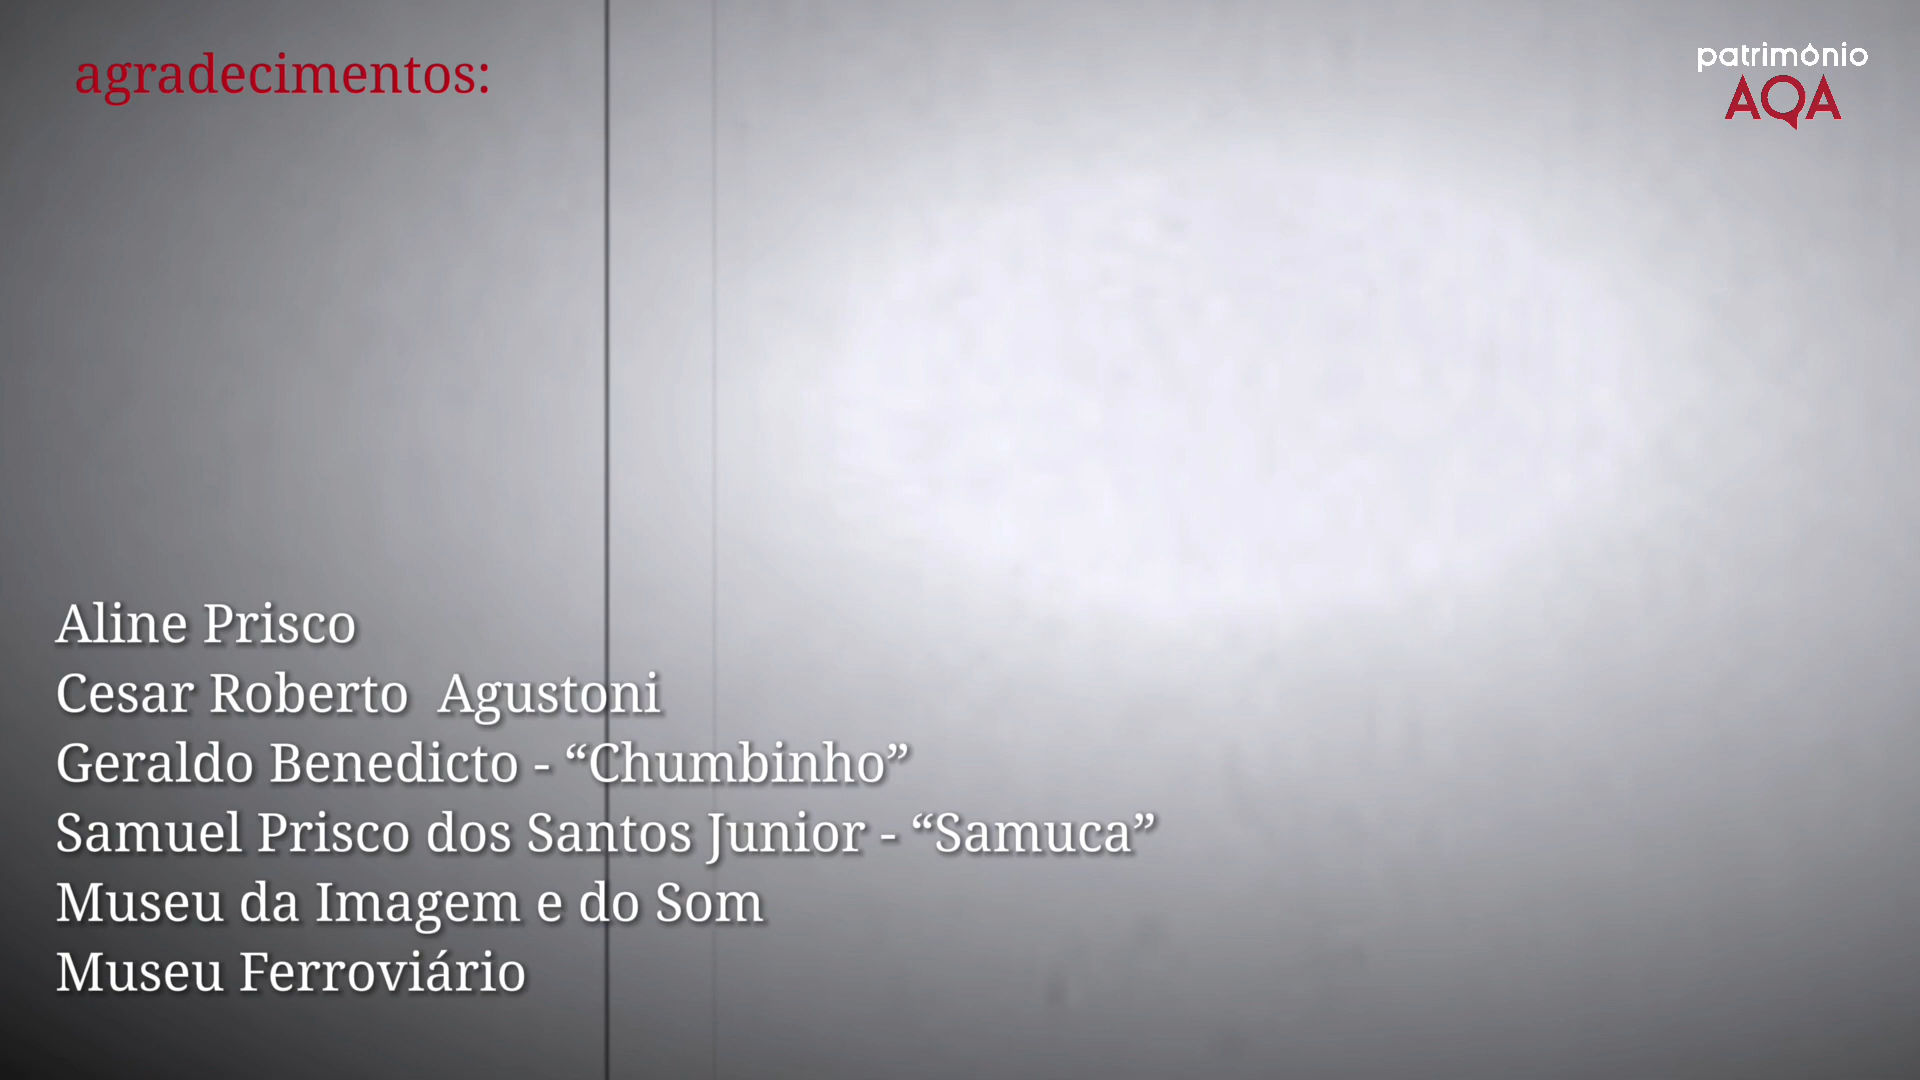 agradecimentos:
patrimônio
AQA
Aline Prisco
Cesar Roberto  Agustoni
Geraldo Benedicto - “Chumbinho”
Samuel Prisco dos Santos Junior - “Samuca”
Museu da Imagem e do Som
Museu Ferroviário